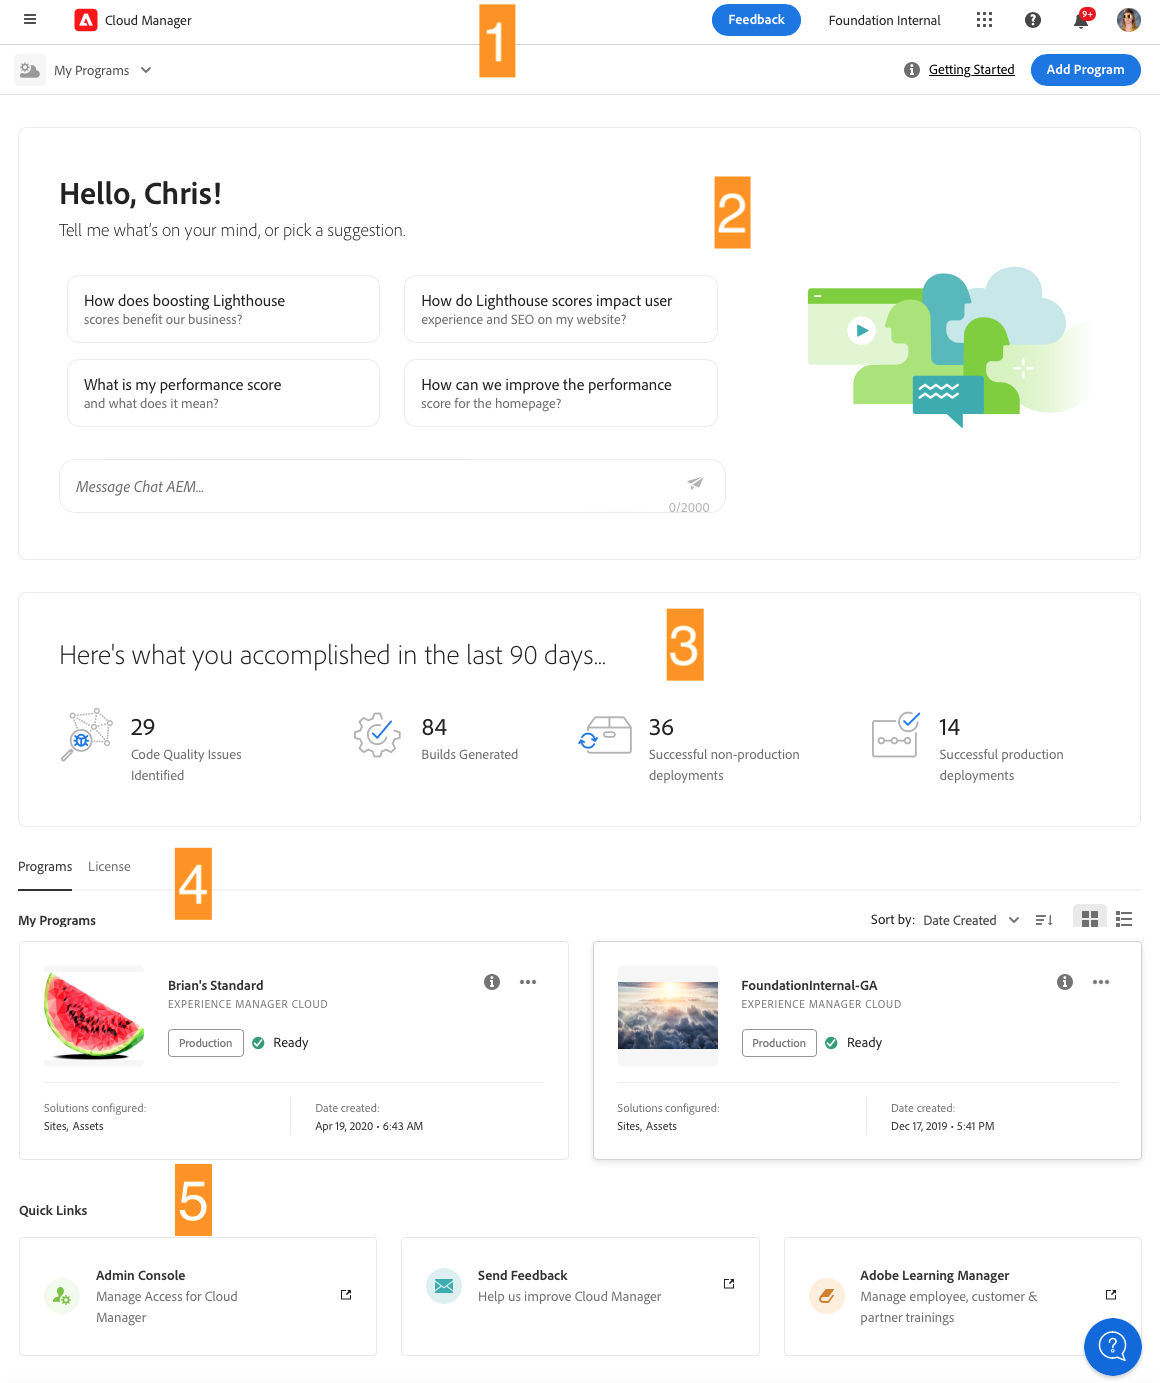 Cloud Manager
1
Feedback
Foundation Internal
9+
My Programs
Getting Started
Add Program
Hello, Chris!
2
Tell me what's on your mind, or pick a suggestion.
How does boosting Lighthouse
scores benefit our business?
How do Lighthouse scores impact user
experience and SEO on my website?
What is my performance score
and what does it mean?
How can we improve the performance
score for the homepage?
Message Chat AEM...
0/2000
Here's what you accomplished in the last 90 days...
3
29
Code Quality Issues
Identified
84
Builds Generated
36
Successful non-production
deployments
14
Successful production
deployments
Programs
License
4
My Programs
Sort by: Date Created
Brian's Standard
EXPERIENCE MANAGER CLOUD
Production
Ready
Solutions configured:
Sites, Assets
Date created:
Apr 19, 2020 • 6:43 AM
FoundationInternal-GA
EXPERIENCE MANAGER CLOUD
Production
Ready
Solutions configured:
Sites, Assets
Date created:
Dec 17, 2019 • 5:41 PM
5
Quick Links
Admin Console
Manage Access for Cloud
Manager
Send Feedback
Help us improve Cloud Manager
Adobe Learning Manager
Manage employee, customer &
partner trainings